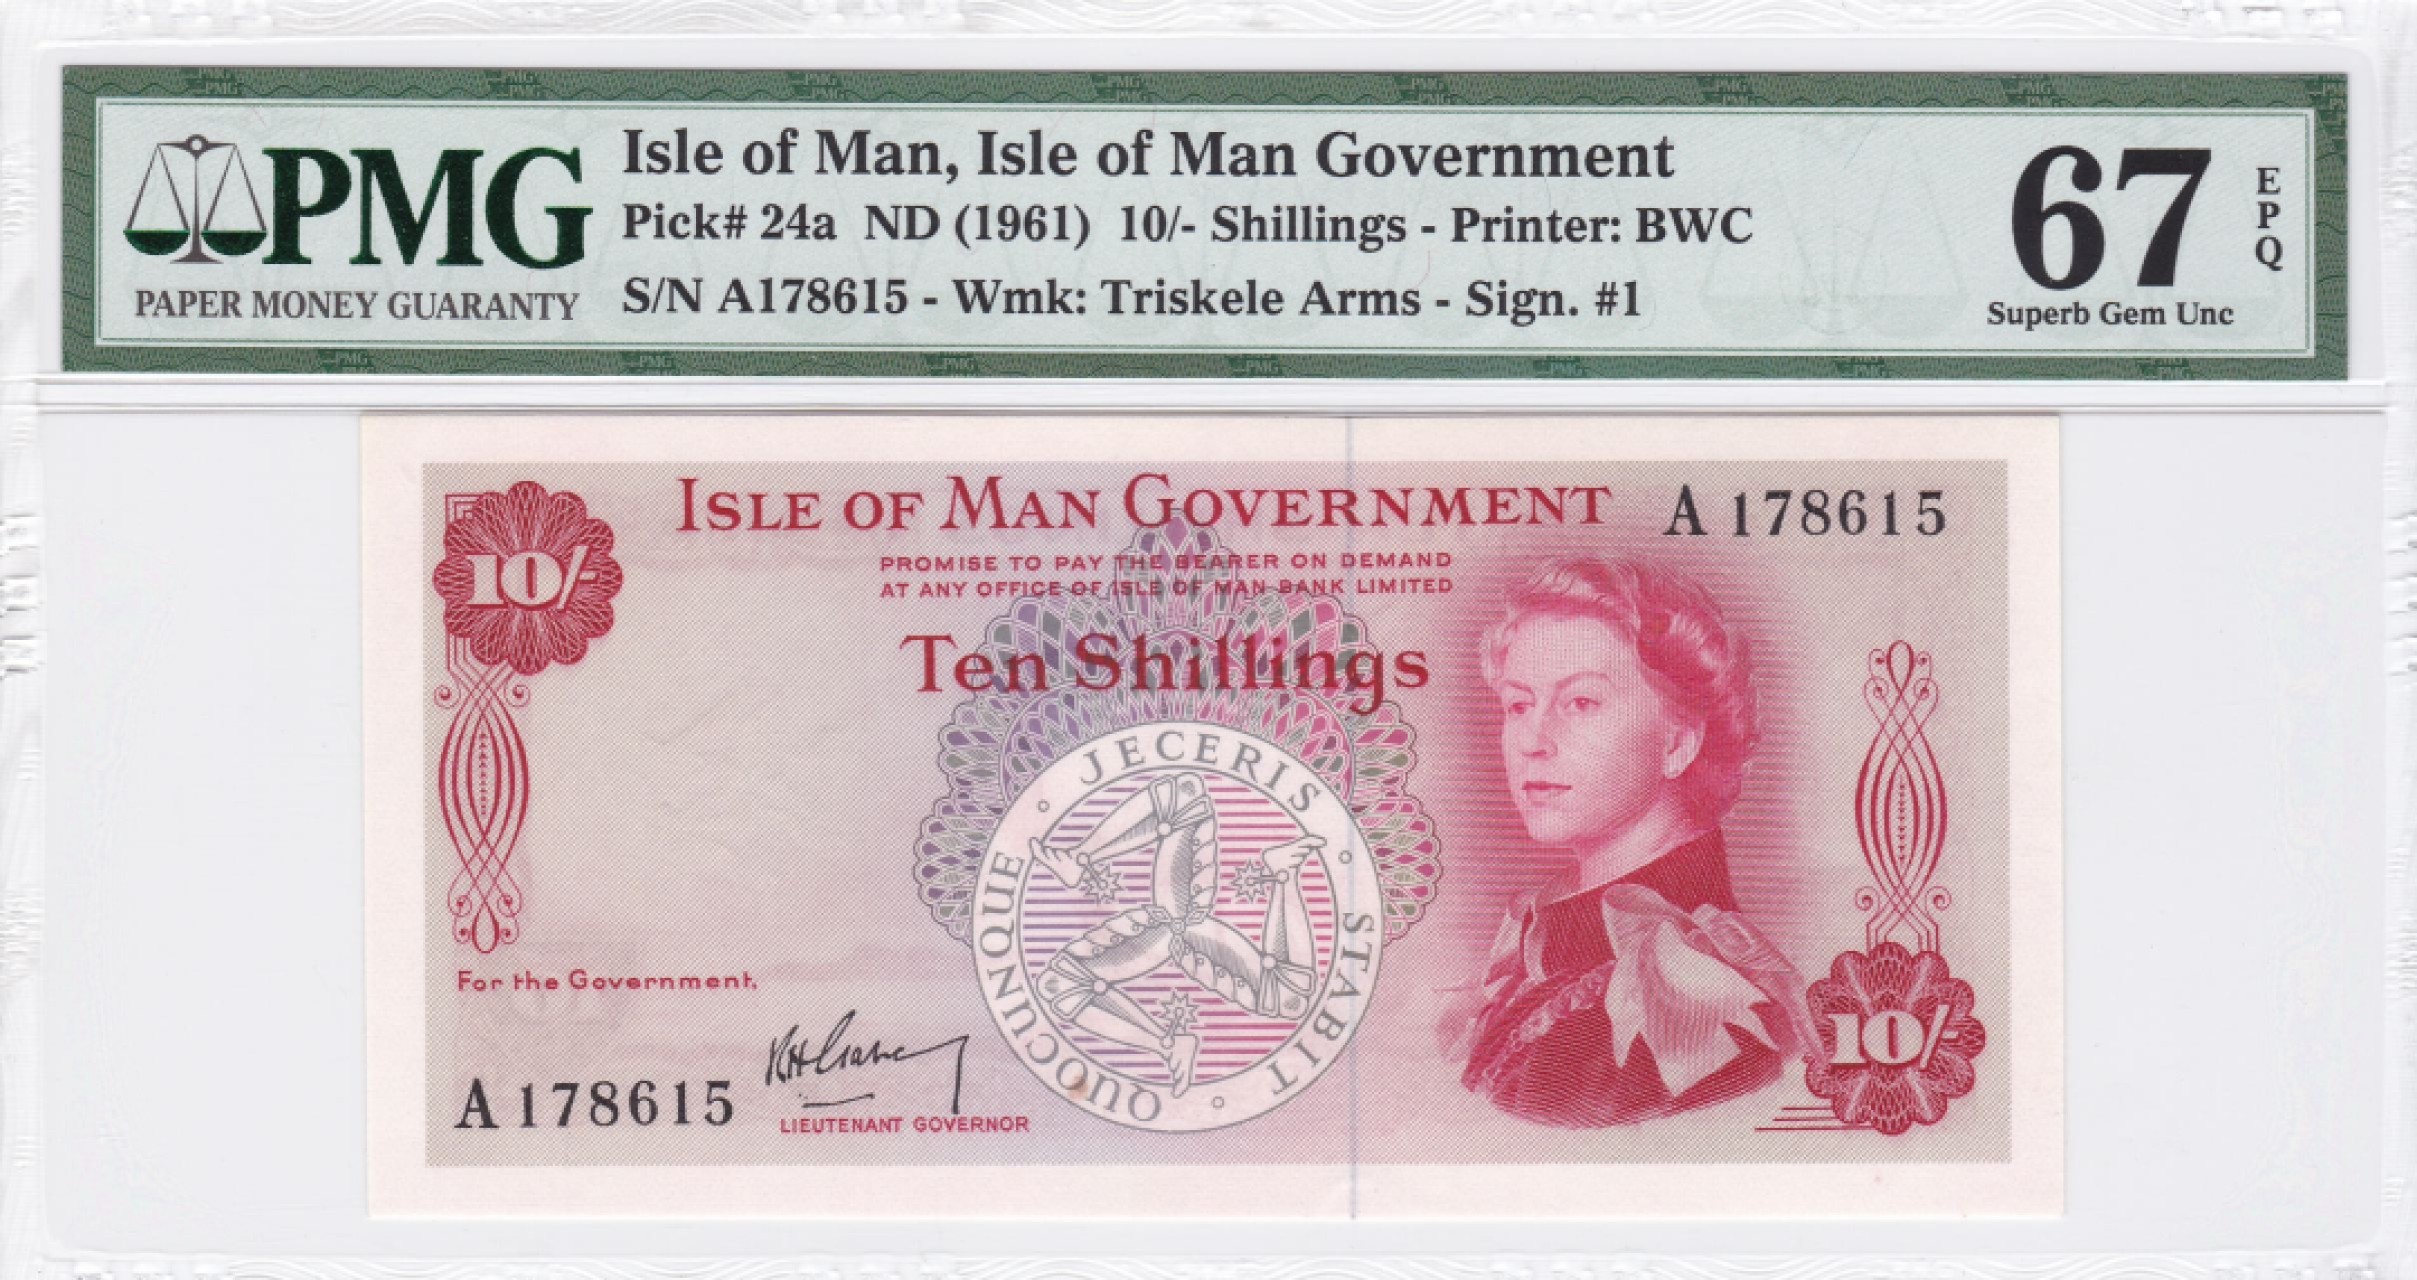 PMG
PAPER MONEY GUARANTY
Isle of Man, Isle of Man Government
Pick# 24a ND (1961) 10/- Shillings - Printer: BWC
S/N A178615 - Wmk: Triskele Arms - Sign. #1
67
EPQ
Superb Gem Unc
ISLE OF MAN GOVERNMENT
A 178615
10/-
PROMISE TO PAY THE BEARER ON DEMAND
AT ANY OFFICE OF ISLE OF MAN BANK LIMITED
Ten Shillings
QUOCUNQUE · JECERIS · STABIT ·
For the Government,
A 178615
LIEUTENANT GOVERNOR
10/-